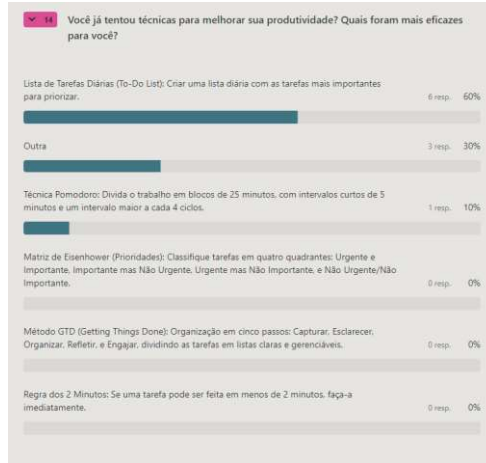 14 Você já tentou técnicas para melhorar sua produtividade? Quais foram mais eficazes
para você?
Lista de Tarefas Diárias (To-Do List): Criar uma lista diária com as tarefas mais importantes
para priorizar. 6 resp. 60%
Outra 3 resp. 30%
Técnica Pomodoro: Divida o trabalho em blocos de 25 minutos, com intervalos curtos de 5
minutos e um intervalo maior a cada 4 ciclos. 1 resp. 10%
Matriz de Eisenhower (Prioridades): Classifique tarefas em quatro quadrantes: Urgente e
Importante, Importante mas Não Urgente, Urgente mas Não Importante, e Não Urgente/Não
Importante. 0 resp. 0%
Método GTD (Getting Things Done): Organização em cinco passos: Capturar, Esclarecer,
Organizar, Refletir, e Engajar, dividindo as tarefas em listas claras e gerenciáveis. 0 resp. 0%
Regra dos 2 Minutos: Se uma tarefa pode ser feita em menos de 2 minutos, faça-a
imediatamente. 0 resp. 0%